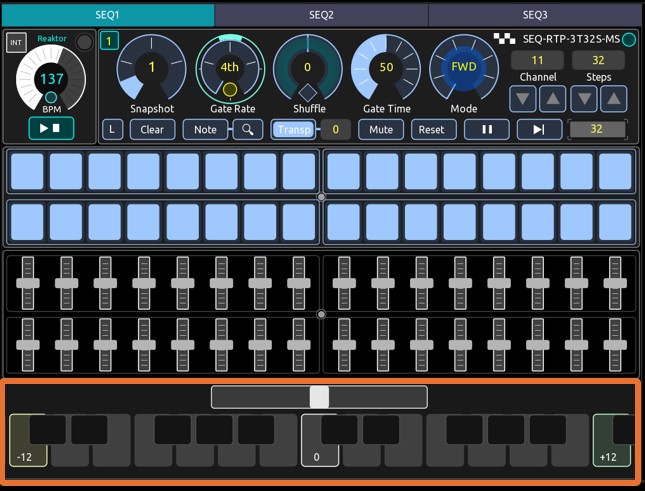 SEQ1 SEQ2 SEQ3
INT Reaktor 1 SEQ-RTP-3T32S-MS
137 1 4th 0 50 FWD 11 32
BPM Snapshot Gate Rate Shuffle Gate Time Mode Channel Steps
L Clear Note Transp 0 Mute Reset 32
-12 0 +12